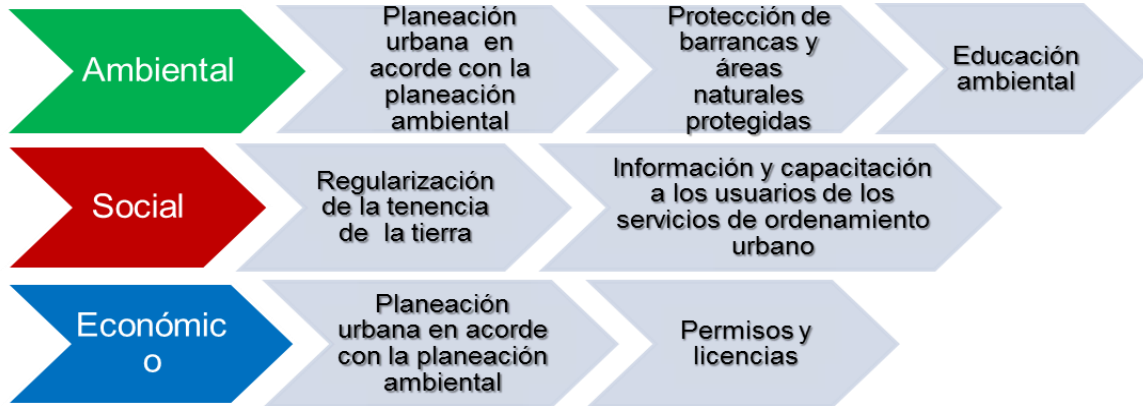 Ambiental
Planeación
urbana en
acorde con la
planeación
ambiental
Protección de
barrancas y
áreas
naturales
protegidas
Educación
ambiental
Social
Regularización
de la tenencia
de la tierra
Información y capacitación
a los usuarios de los
servicios de ordenamiento
urbano
Económic
o
Planeación
urbana en acorde
con la planeación
ambiental
Permisos y
licencias